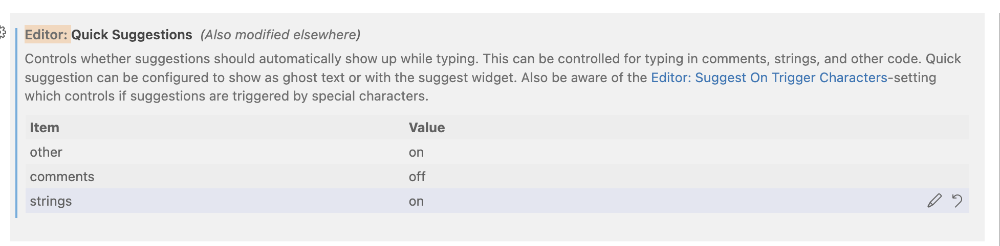 Editor: Quick Suggestions (Also modified elsewhere)
Controls whether suggestions should automatically show up while typing. This can be controlled for typing in comments, strings, and other code. Quick
suggestion can be configured to show as ghost text or with the suggest widget. Also be aware of the Editor: Suggest On Trigger Characters-setting
which controls if suggestions are triggered by special characters.
Item Value
other on
comments off
strings on